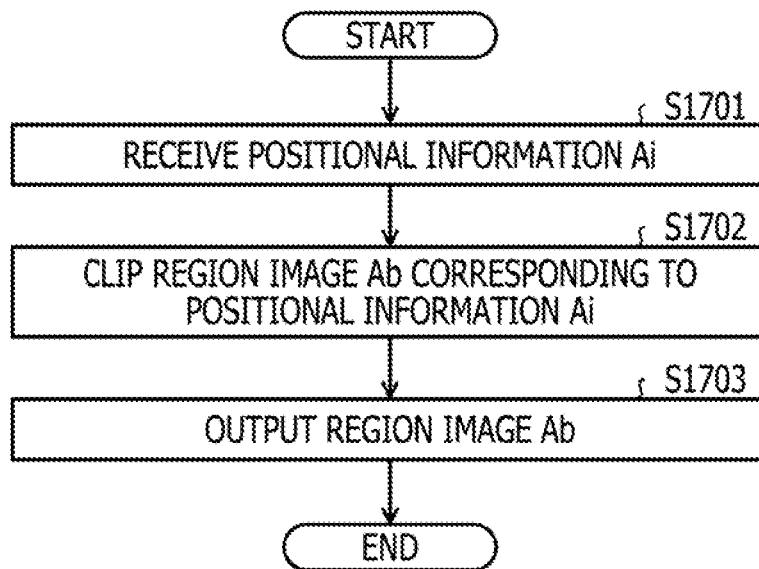 START
S1701
RECEIVE POSITIONAL INFORMATION Ai
S1702
CLIP REGION IMAGE Ab CORRESPONDING TO
POSITIONAL INFORMATION Ai
S1703
OUTPUT REGION IMAGE Ab
END